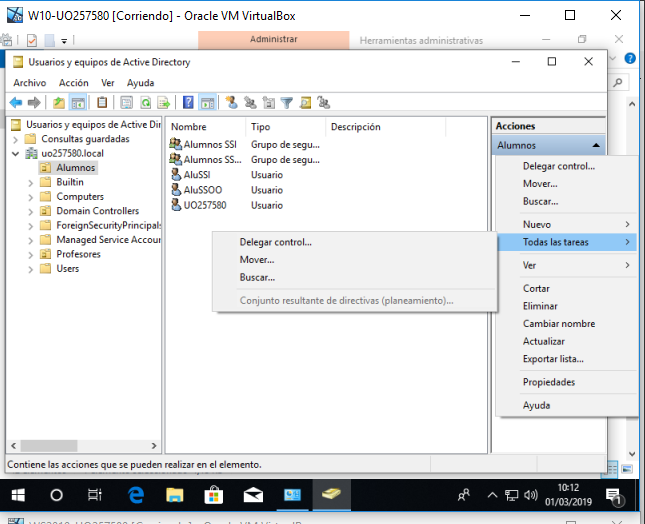 W10-UO257580 [Corriendo] - Oracle VM VirtualBox
Administrar
Herramientas administrativas
Usuarios y equipos de Active Directory
Archivo Acción Ver Ayuda
Usuarios y equipos de Active Dir
Consultas guardadas
uo257580.local
Alumnos
Builtin
Computers
Domain Controllers
ForeignSecurityPrincipals
Managed Service Accour
Profesores
Users
Nombre Tipo Descripción
Alumnos SSI Grupo de segu...
Alumnos SS... Grupo de segu...
AluSSI Usuario
AluSSOO Usuario
UO257580 Usuario
Delegar control...
Mover...
Buscar...
Conjunto resultante de directivas (planeamiento)...
Acciones
Alumnos
Delegar control...
Mover...
Buscar...
Nuevo
Todas las tareas
Ver
Cortar
Eliminar
Cambiar nombre
Actualizar
Exportar lista...
Propiedades
Ayuda
Contiene las acciones que se pueden realizar en el elemento.
10:12
01/03/2019
1